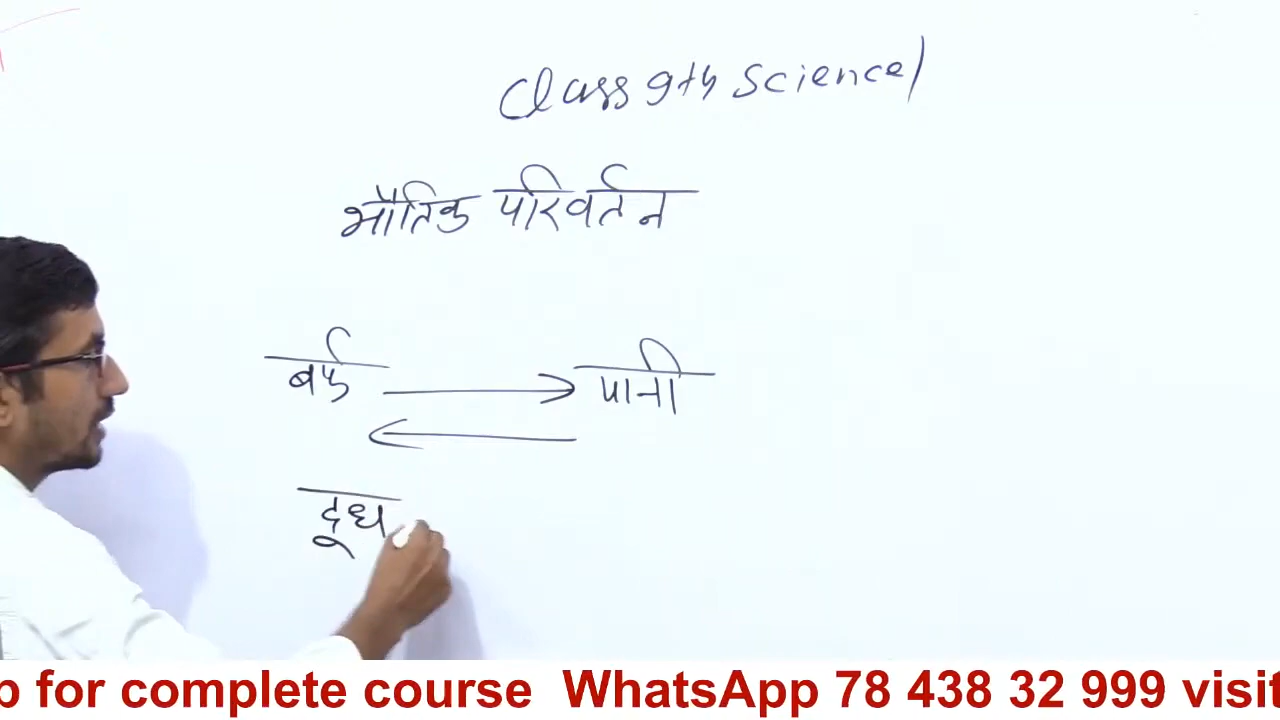 Class 9th Science
भौतिक परिवर्तन
बर्फ पानी
दूध
for complete course WhatsApp 78 438 32 999 visit